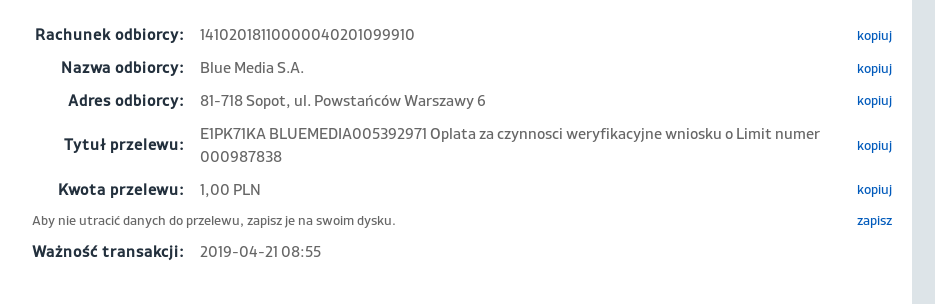 Rachunek odbiorcy: 14102018110000040201099910 kopiuj
Nazwa odbiorcy: Blue Media S.A. kopiuj
Adres odbiorcy: 81-718 Sopot, ul. Powstańców Warszawy 6 kopiuj
Tytuł przelewu: E1PK71KA BLUEMEDIA005392971 Oplata za czynnosci weryfikacyjne wniosku o Limit numer
000987838 kopiuj
Kwota przelewu: 1,00 PLN kopiuj
Aby nie utracić danych do przelewu, zapisz je na swoim dysku. zapisz
Ważność transakcji: 2019-04-21 08:55